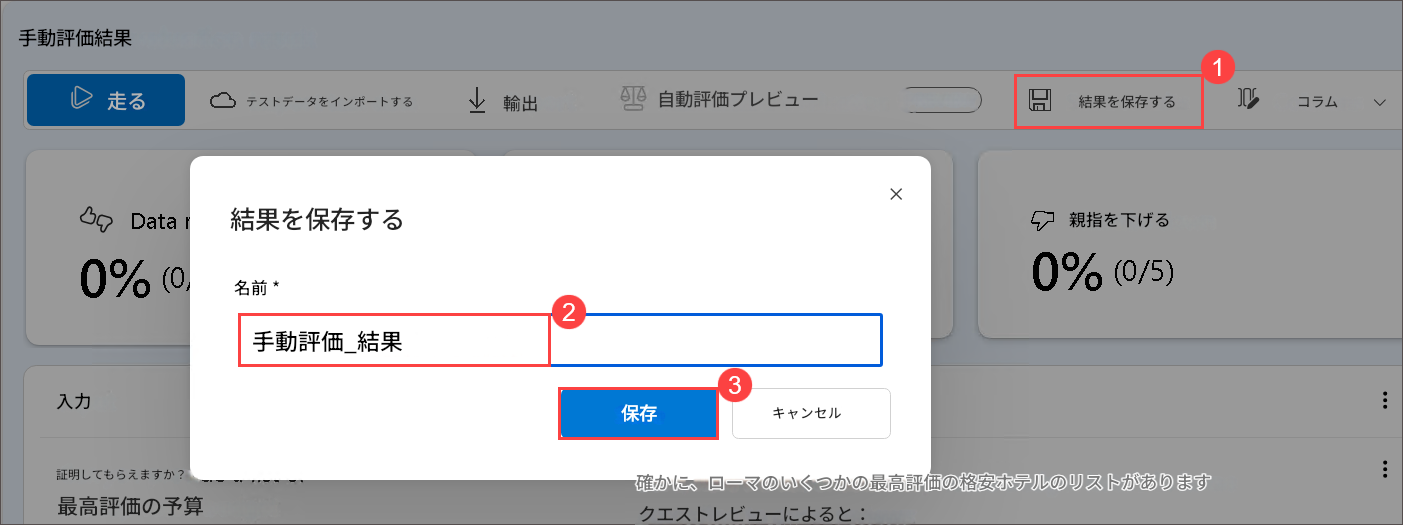 手動評価結果
走る テストデータをインポートする 輸出 自動評価プレビュー 結果を保存する コラム
1
Data
親指を下げる
0% (0/
0% (0/5)
結果を保存する
名前 *
2
手動評価_結果
3
保存 キャンセル
入力
証明してもらえますか?
最高評価の予算
確かに、ローマのいくつかの最高評価の格安ホテルのリストがあります
クエストレビューによると：